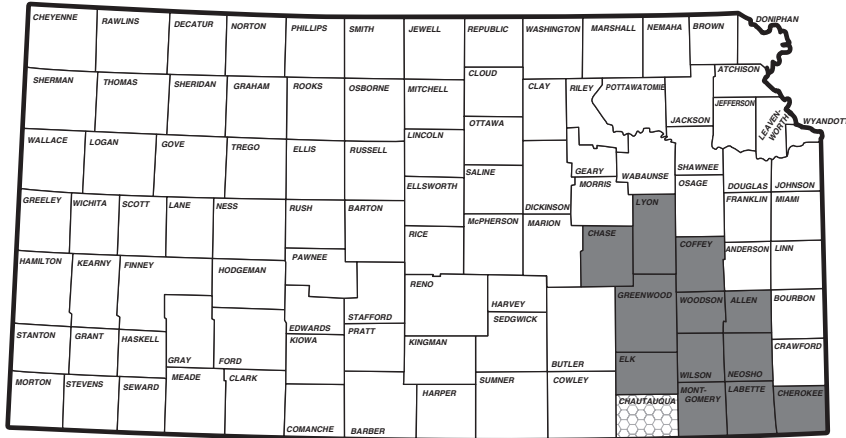 CHEYENNE
RAWLINS
DECATUR
NORTON
PHILLIPS
SMITH
JEWELL
REPUBLIC
WASHINGTON
MARSHALL
NEMAHA
BROWN
DONIPHAN
SHERMAN
THOMAS
SHERIDAN
GRAHAM
ROOKS
OSBORNE
MITCHELL
CLOUD
CLAY
RILEY
POTTAWATOMIE
ATCHISON
JACKSON
JEFFERSON
LEAVEN-
WORTH
WYANDOTT
WALLACE
LOGAN
GOVE
TREGO
ELLIS
RUSSELL
LINCOLN
OTTAWA
SALINE
ELLSWORTH
DICKINSON
GEARY
MORRIS
WABAUNSE
SHAWNEE
OSAGE
DOUGLAS
JOHNSON
GREELEY
WICHITA
SCOTT
LANE
NESS
RUSH
BARTON
RICE
McPHERSON
MARION
CHASE
LYON
COFFEY
FRANKLIN
MIAMI
ANDERSON
LINN
HAMILTON
KEARNY
FINNEY
HODGEMAN
PAWNEE
EDWARDS
STAFFORD
RENO
HARVEY
SEDGWICK
BUTLER
GREENWOOD
WOODSON
ALLEN
BOURBON
STANTON
GRANT
HASKELL
GRAY
FORD
KIOWA
PRATT
KINGMAN
ELK
WILSON
NEOSHO
CRAWFORD
MORTON
STEVENS
SEWARD
MEADE
CLARK
COMANCHE
BARBER
HARPER
SUMNER
COWLEY
CHAUTAUQUA
MONT-
GOMERY
LABETTE
CHEROKEE